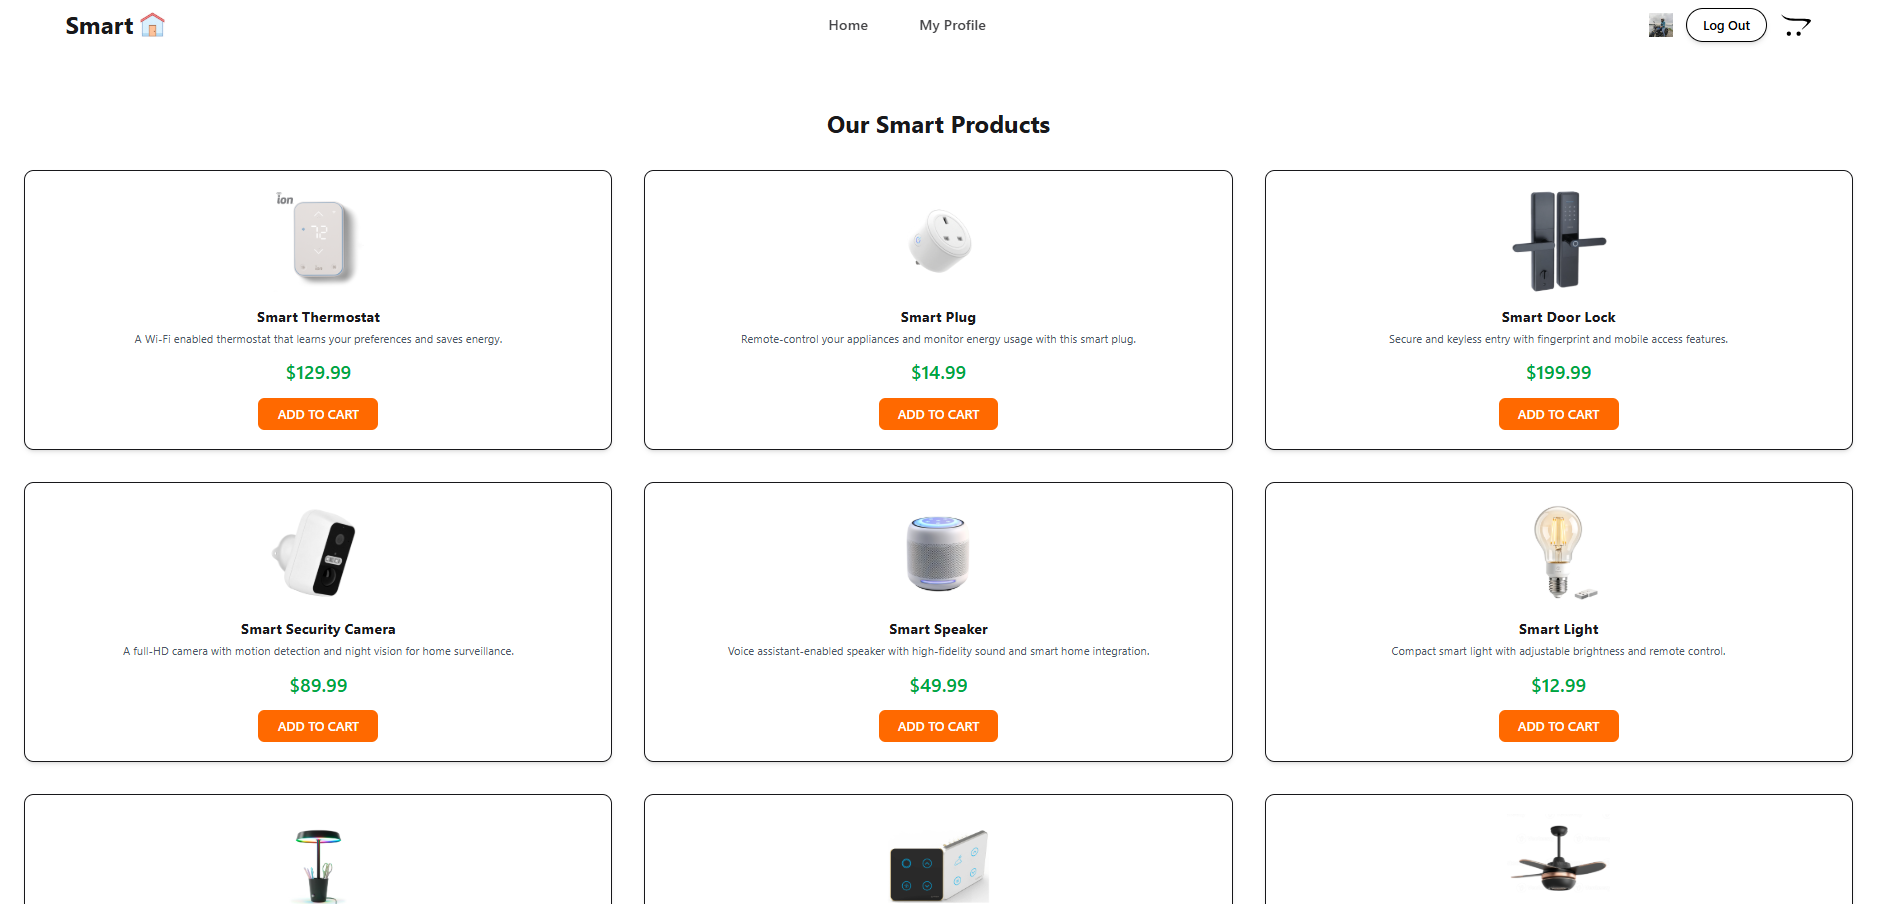 Smart
Home
My Profile
Log Out
Our Smart Products
ion
72
ion
Smart Thermostat
A Wi-Fi enabled thermostat that learns your preferences and saves energy.
$129.99
ADD TO CART
Smart Plug
Remote-control your appliances and monitor energy usage with this smart plug.
$14.99
ADD TO CART
Smart Door Lock
Secure and keyless entry with fingerprint and mobile access features.
$199.99
ADD TO CART
Smart Security Camera
A full-HD camera with motion detection and night vision for home surveillance.
$89.99
ADD TO CART
Smart Speaker
Voice assistant-enabled speaker with high-fidelity sound and smart home integration.
$49.99
ADD TO CART
Smart Light
Compact smart light with adjustable brightness and remote control.
$12.99
ADD TO CART